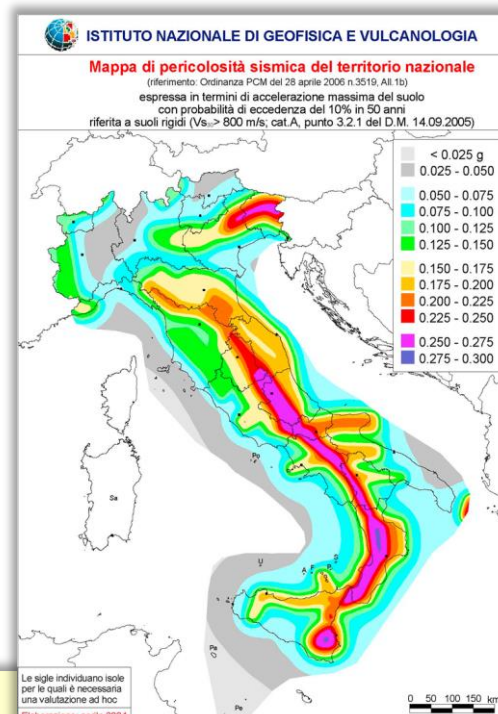 ISTITUTO NAZIONALE DI GEOFISICA E VULCANOLOGIA
Mappa di pericolosità sismica del territorio nazionale
(riferimento: Ordinanza PCM del 28 aprile 2006 n.3519, All.1b)
espressa in termini di accelerazione massima del suolo
con probabilità di eccedenza del 10% in 50 anni
riferita a suoli rigidi (Vs₃₀> 800 m/s; cat.A, punto 3.2.1 del D.M. 14.09.2005)
< 0.025 g
0.025 - 0.050
0.050 - 0.075
0.075 - 0.100
0.100 - 0.125
0.125 - 0.150
0.150 - 0.175
0.175 - 0.200
0.200 - 0.225
0.225 - 0.250
0.250 - 0.275
0.275 - 0.300
Sa
Po
U
A F P S
Pa
Pe
Le sigle individuano isole
per le quali è necessaria
una valutazione ad hoc
0 50 100 150 km